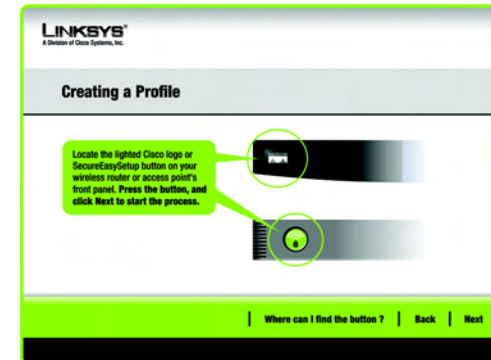 LINKSYS®
A Division of Cisco Systems, Inc.
Creating a Profile
Locate the lighted Cisco logo or
SecureEasySetup button on your
wireless router or access point's
front panel. Press the button, and
click Next to start the process.
Where can I find the button ? | Back | Next